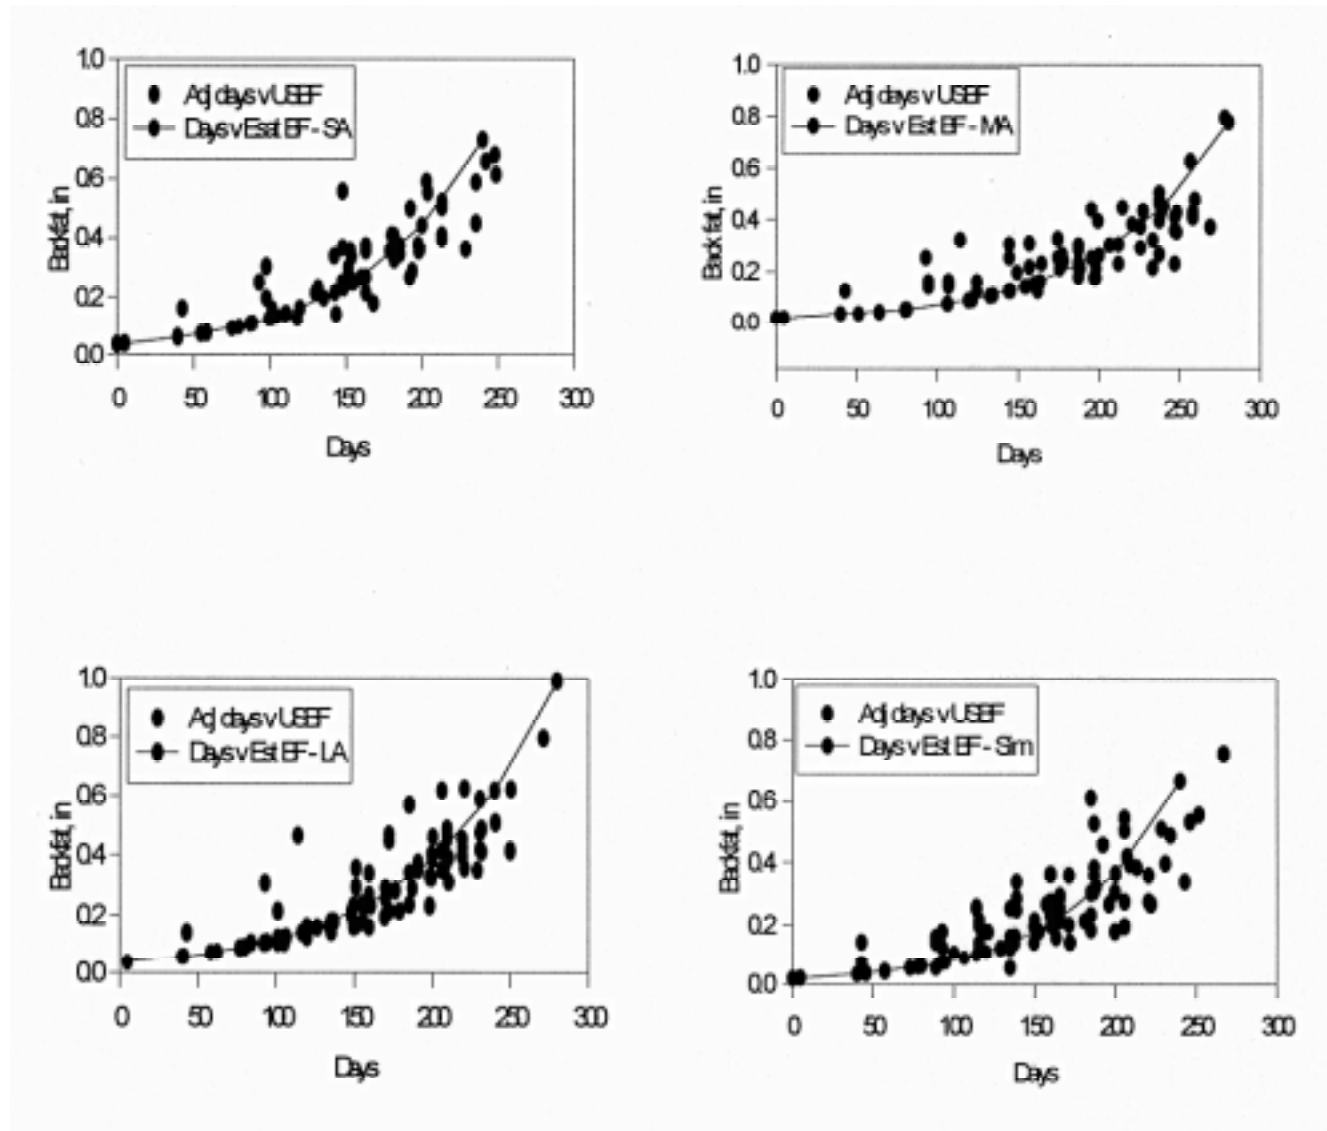 1.0
0.8
0.6
0.4
0.2
0.0
Backfat, in
Adj days v USBF
Days v Esat BF - SA
0 50 100 150 200 250 300
Days
1.0
0.8
0.6
0.4
0.2
0.0
Back fat, in
Adj days v USBF
Days v Est BF - MA
0 50 100 150 200 250 300
Days
1.0
0.8
0.6
0.4
0.2
0.0
Backfat, in
Adj days v USBF
Days v Est BF - LA
0 50 100 150 200 250 300
Days
1.0
0.8
0.6
0.4
0.2
0.0
Backfat, in
Adj days v USBF
Days v Est BF - Sim
0 50 100 150 200 250 300
Days